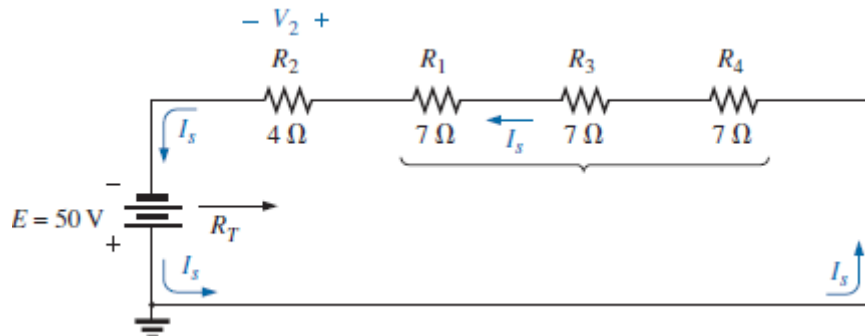 − V2 +
R2 R1 R3 R4
4 Ω 7 Ω 7 Ω 7 Ω
Is Is
−
E = 50 V
+
RT
Is Is